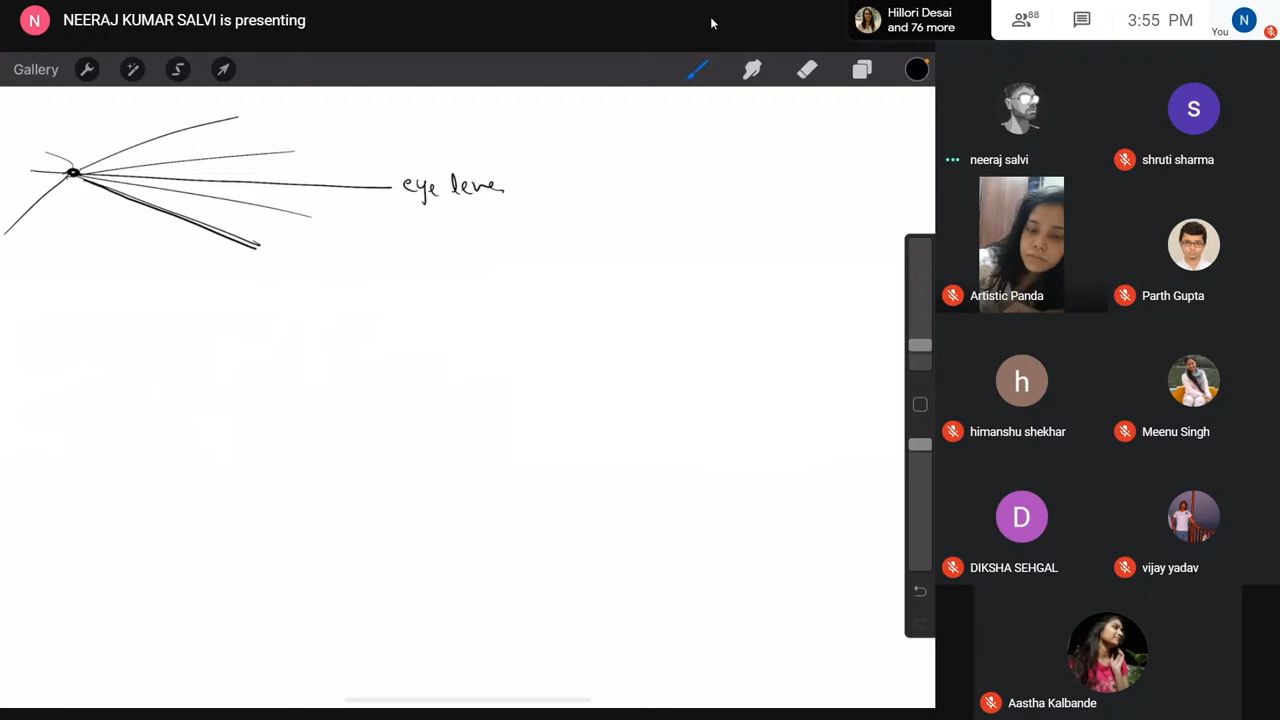 N NEERAJ KUMAR SALVI is presenting
Hillori Desai
and 76 more
88
3:55 PM
You
N
Gallery
eye level
neeraj salvi
s
shruti sharma
Artistic Panda
Parth Gupta
h
himanshu shekhar
Meenu Singh
D
DIKSHA SEHGAL
vijay yadav
Aastha Kalbande